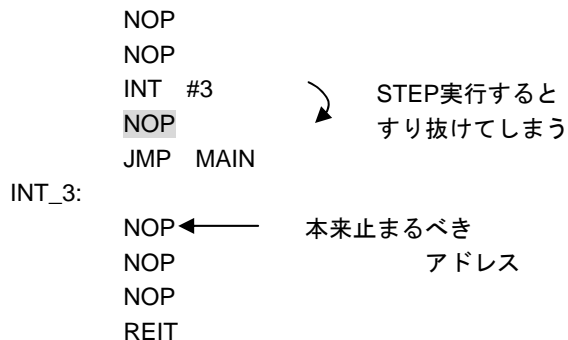 NOP
NOP
INT #3
STEP実行すると
NOP
すり抜けてしまう
JMP MAIN
INT_3:
NOP
本来止まるべき
NOP
アドレス
NOP
REIT